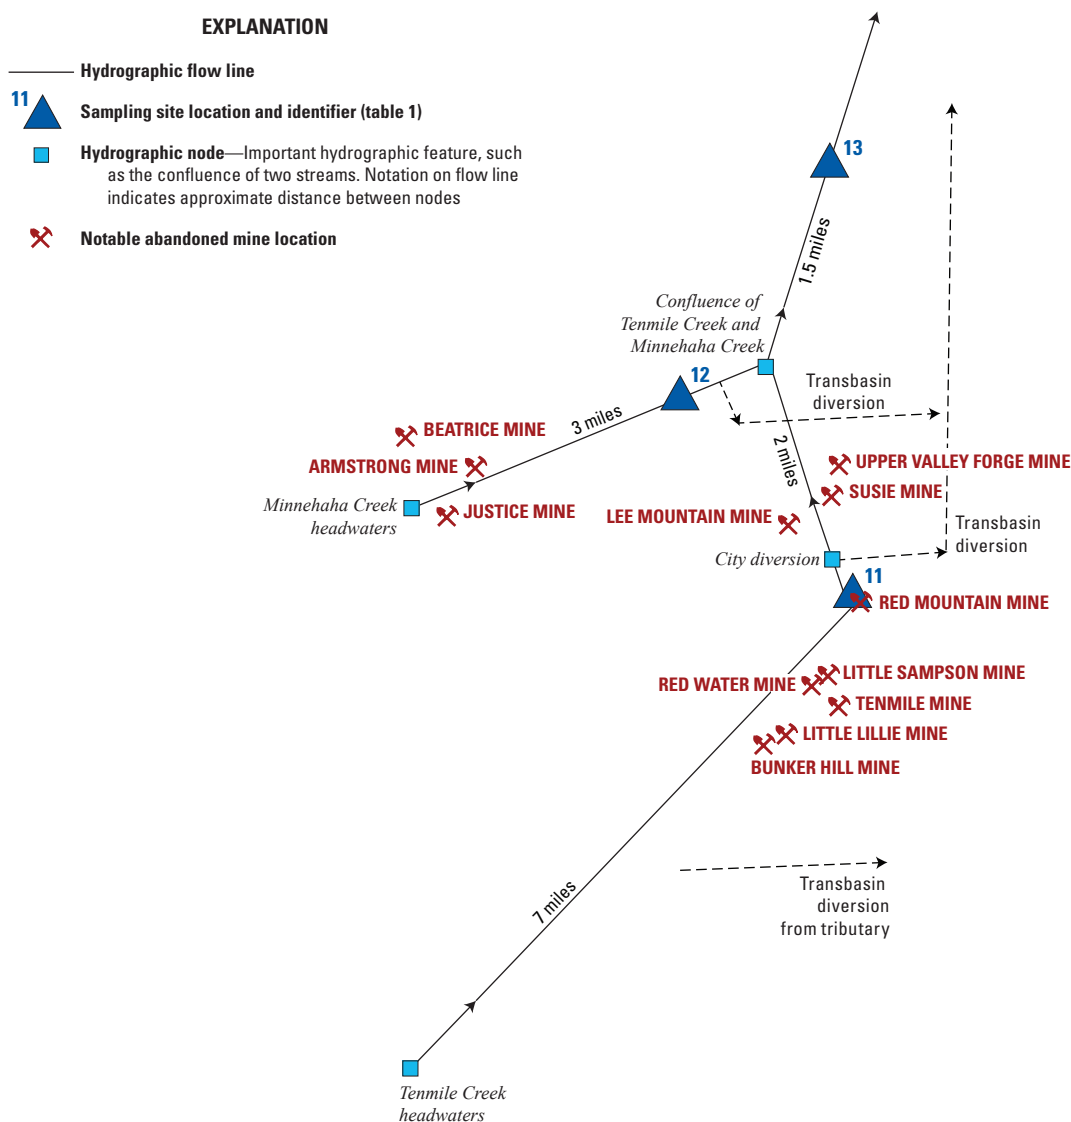 EXPLANATION
Hydrographic flow line
11
Sampling site location and identifier (table 1)
Hydrographic node—Important hydrographic feature, such
as the confluence of two streams. Notation on flow line
indicates approximate distance between nodes
Notable abandoned mine location
13
1.5 miles
Confluence of
Tenmile Creek and
Minnehaha Creek
12
Transbasin
diversion
3 miles
BEATRICE MINE
2 miles
ARMSTRONG MINE
UPPER VALLEY FORGE MINE
SUSIE MINE
Minnehaha Creek
headwaters
JUSTICE MINE
LEE MOUNTAIN MINE
Transbasin
diversion
City diversion
11
RED MOUNTAIN MINE
LITTLE SAMPSON MINE
RED WATER MINE
TENMILE MINE
LITTLE LILLIE MINE
BUNKER HILL MINE
7 miles
Transbasin
diversion
from tributary
Tenmile Creek
headwaters